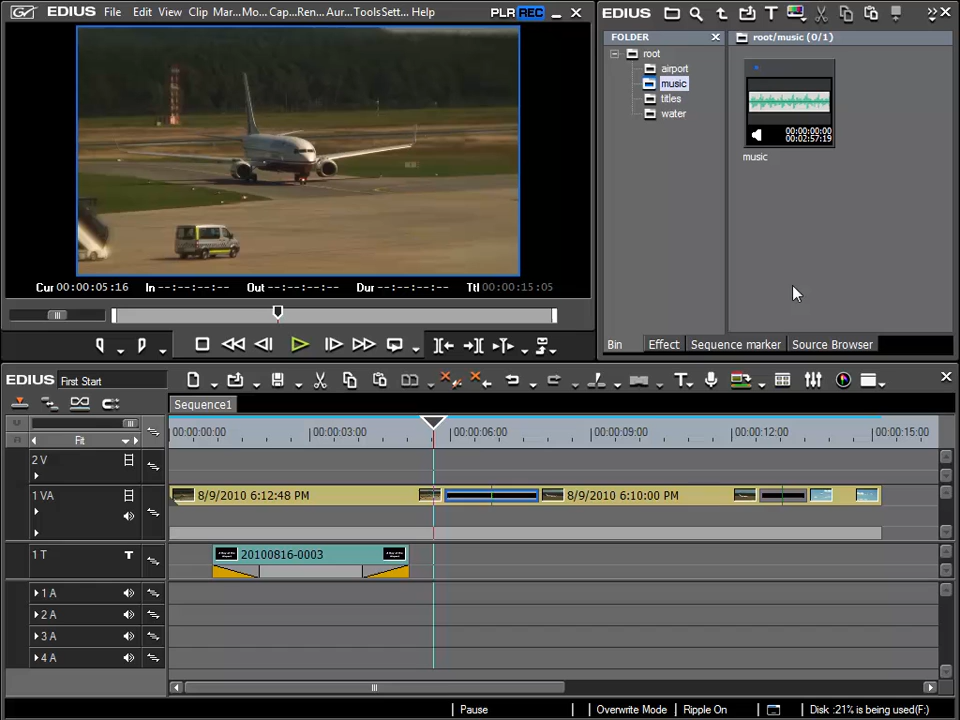 EDIUS File Edit View Clip Mar...Mo... Cap...Ren... Aur...ToolsSett... Help PLR REC
EDIUS
FOLDER
root/music (0/1)
root
airport
music
titles
water
00:00:00:00
00:02:57:19
music
Cur 00:00:05:16 In --:--:--:-- Out --:--:--:-- Dur --:--:--:-- Ttl 00:00:15:05
Bin Effect Sequence marker Source Browser
EDIUS First Start
Sequence1
Fit
00:00:00:00 00:00:03:00 00:00:06:00 00:00:09:00 00:00:12:00 00:00:15:00
2 V
1 VA
8/9/2010 6:12:48 PM
8/9/2010 6:10:00 PM
1 T
T
20100816-0003
1 A
2 A
3 A
4 A
Pause Overwrite Mode Ripple On Disk :21% is being used(F:)